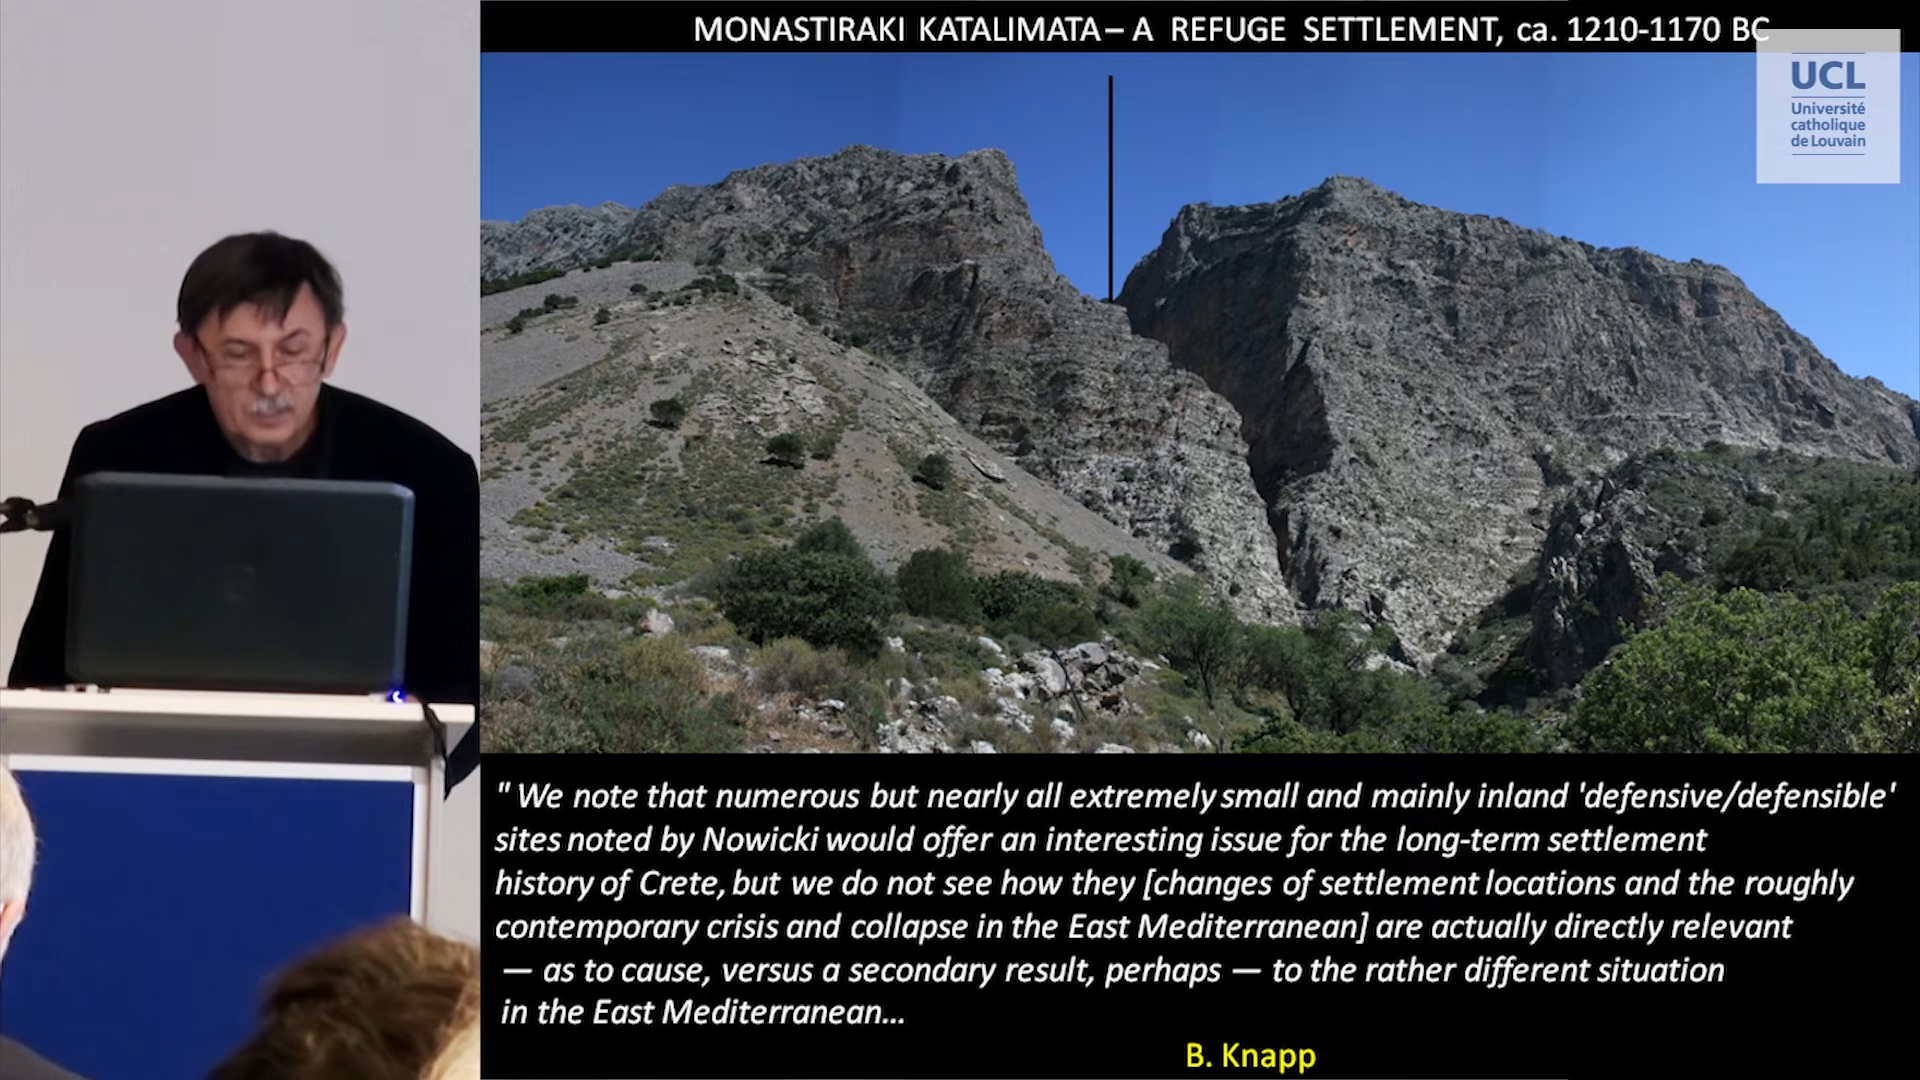 MONASTIRAKI KATALIMATA – A REFUGE SETTLEMENT, ca. 1210-1170 BC
UCL
Université
catholique
de Louvain
" We note that numerous but nearly all extremely small and mainly inland 'defensive/defensible'
sites noted by Nowicki would offer an interesting issue for the long-term settlement
history of Crete, but we do not see how they [changes of settlement locations and the roughly
contemporary crisis and collapse in the East Mediterranean] are actually directly relevant
— as to cause, versus a secondary result, perhaps — to the rather different situation
in the East Mediterranean...
B. Knapp